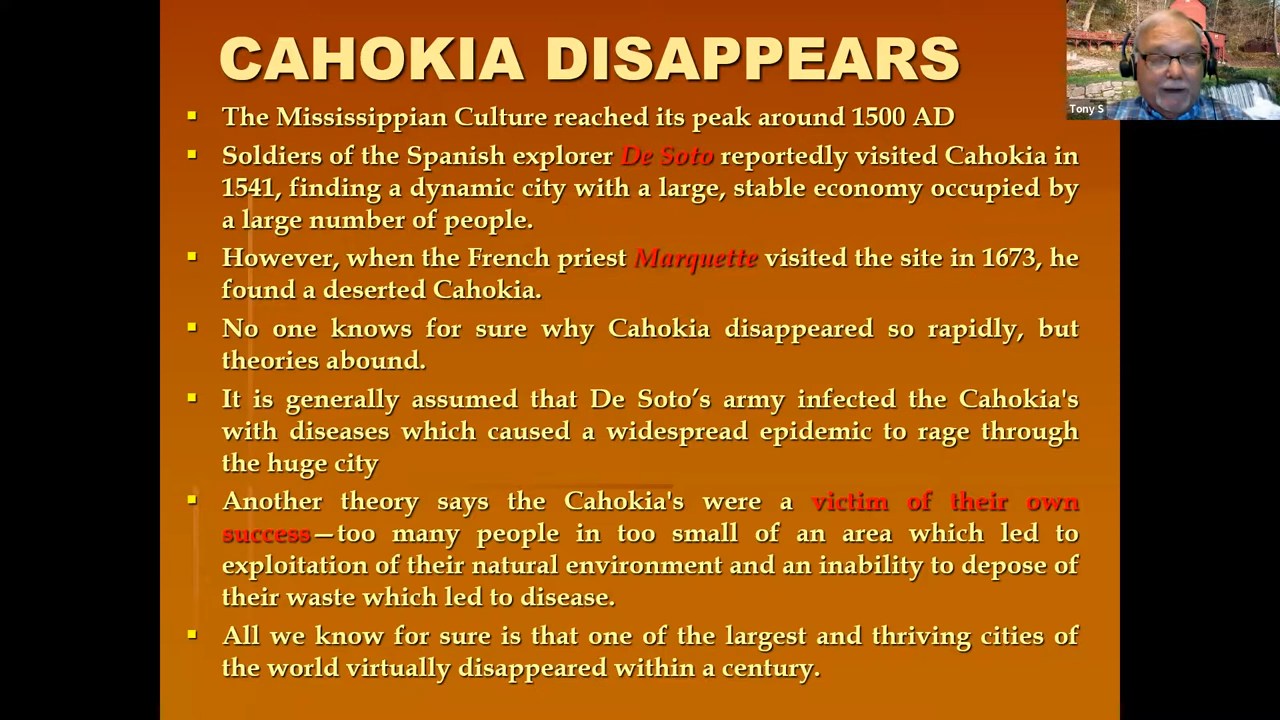 CAHOKIA DISAPPEARS
Tony S
The Mississippian Culture reached its peak around 1500 AD
Soldiers of the Spanish explorer De Soto reportedly visited Cahokia in
1541, finding a dynamic city with a large, stable economy occupied by
a large number of people.
However, when the French priest Marquette visited the site in 1673, he
found a deserted Cahokia.
No one knows for sure why Cahokia disappeared so rapidly, but
theories abound.
It is generally assumed that De Soto’s army infected the Cahokia's
with diseases which caused a widespread epidemic to rage through
the huge city
Another theory says the Cahokia's were a victim of their own
success—too many people in too small of an area which led to
exploitation of their natural environment and an inability to depose of
their waste which led to disease.
All we know for sure is that one of the largest and thriving cities of
the world virtually disappeared within a century.